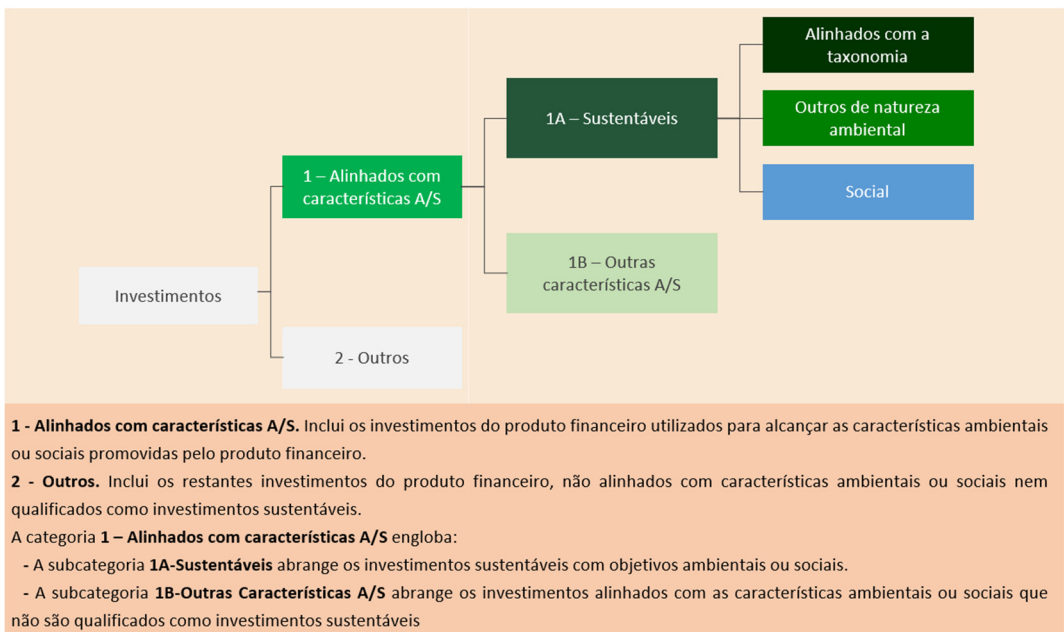 Alinhados com a
taxonomia
1A – Sustentáveis
Outros de natureza
ambiental
1 – Alinhados com
características A/S
Social
1B – Outras
características A/S
Investimentos
2 - Outros
1 - Alinhados com características A/S. Inclui os investimentos do produto financeiro utilizados para alcançar as características ambientais
ou sociais promovidas pelo produto financeiro.
2 - Outros. Inclui os restantes investimentos do produto financeiro, não alinhados com características ambientais ou sociais nem
qualificados como investimentos sustentáveis.
A categoria 1 – Alinhados com características A/S engloba:
- A subcategoria 1A-Sustentáveis abrange os investimentos sustentáveis com objetivos ambientais ou sociais.
- A subcategoria 1B-Outras Características A/S abrange os investimentos alinhados com as características ambientais ou sociais que
não são qualificados como investimentos sustentáveis